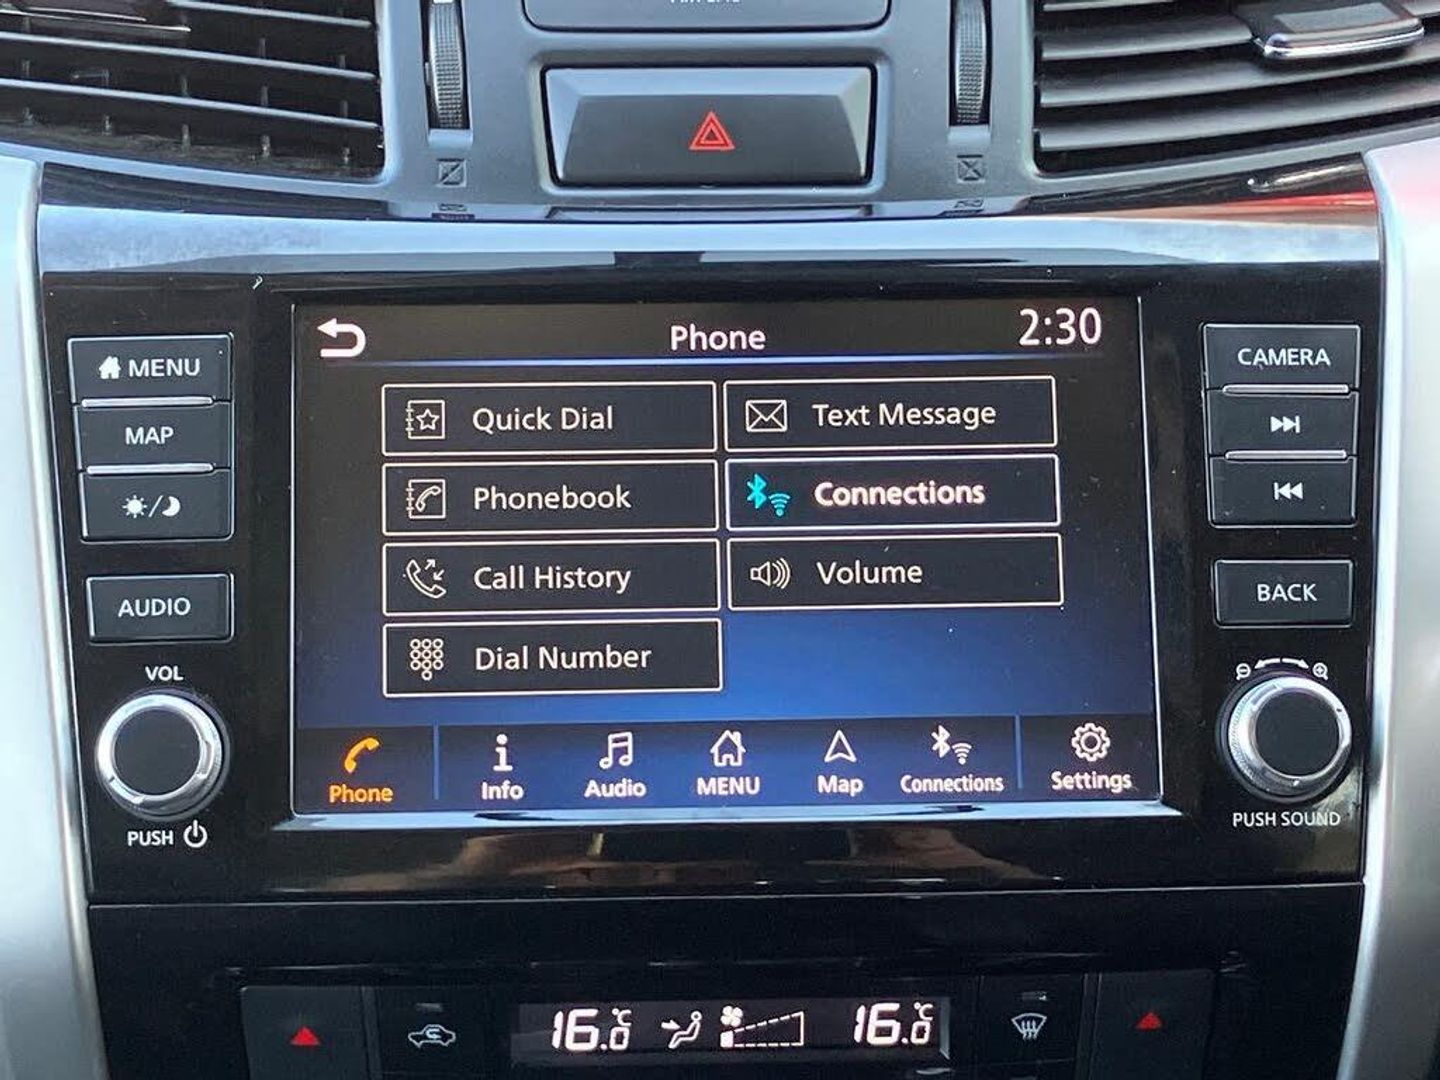 Phone
2:30
MENU
MAP
AUDIO
VOL
PUSH
Quick Dial
Text Message
Phonebook
Connections
Call History
Volume
Dial Number
Phone
Info
Audio
MENU
Map
Connections
Settings
CAMERA
BACK
PUSH SOUND
16.0°C
16.0°C